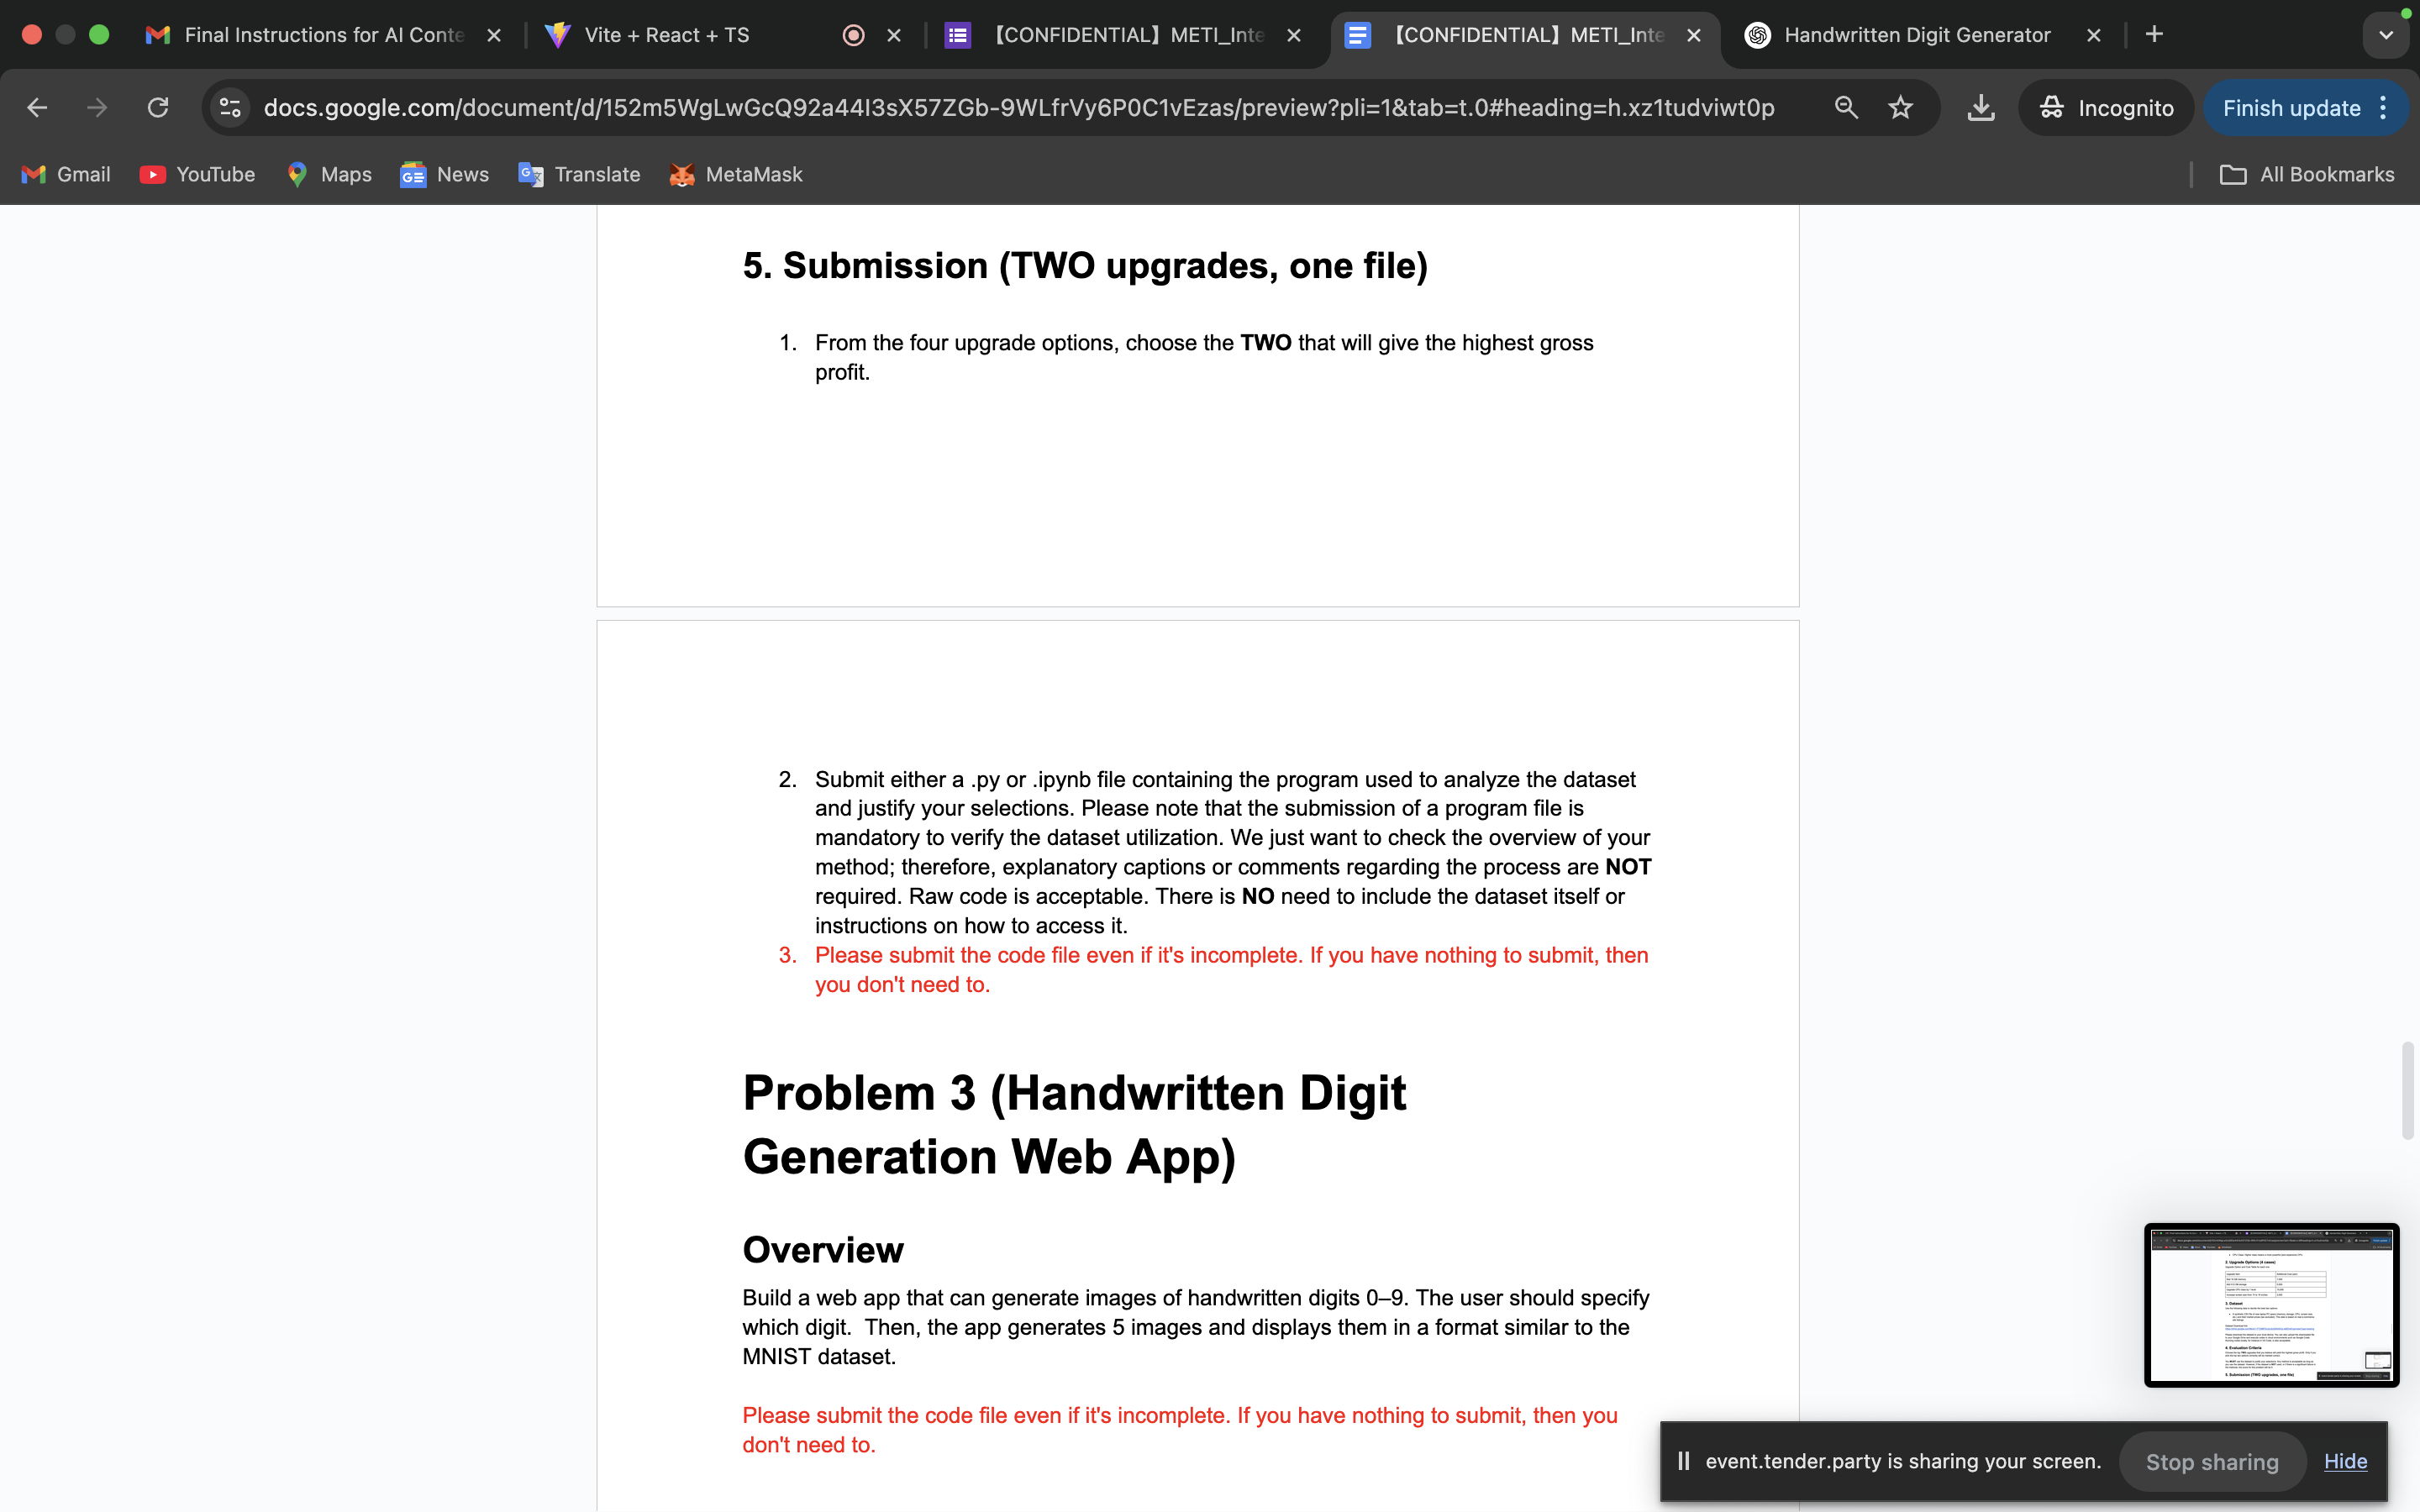 Final Instructions for AI Conte
Vite + React + TS
【CONFIDENTIAL】METI_Inte
【CONFIDENTIAL】METI_Inte
Handwritten Digit Generator
docs.google.com/document/d/152m5WgLwGcQ92a44I3sX57ZGb-9WLfrVy6P0C1vEzas/preview?pli=1&tab=t.0#heading=h.xz1tudviwt0p
Incognito
Finish update
Gmail
YouTube
Maps
News
Translate
MetaMask
All Bookmarks
5. Submission (TWO upgrades, one file)
1. From the four upgrade options, choose the TWO that will give the highest gross
profit.
2. Submit either a .py or .ipynb file containing the program used to analyze the dataset
and justify your selections. Please note that the submission of a program file is
mandatory to verify the dataset utilization. We just want to check the overview of your
method; therefore, explanatory captions or comments regarding the process are NOT
required. Raw code is acceptable. There is NO need to include the dataset itself or
instructions on how to access it.
3. Please submit the code file even if it's incomplete. If you have nothing to submit, then
you don't need to.
Problem 3 (Handwritten Digit
Generation Web App)
Overview
Build a web app that can generate images of handwritten digits 0–9. The user should specify
which digit.  Then, the app generates 5 images and displays them in a format similar to the
MNIST dataset.
Please submit the code file even if it's incomplete. If you have nothing to submit, then you
don't need to.
event.tender.party is sharing your screen.
Stop sharing
Hide